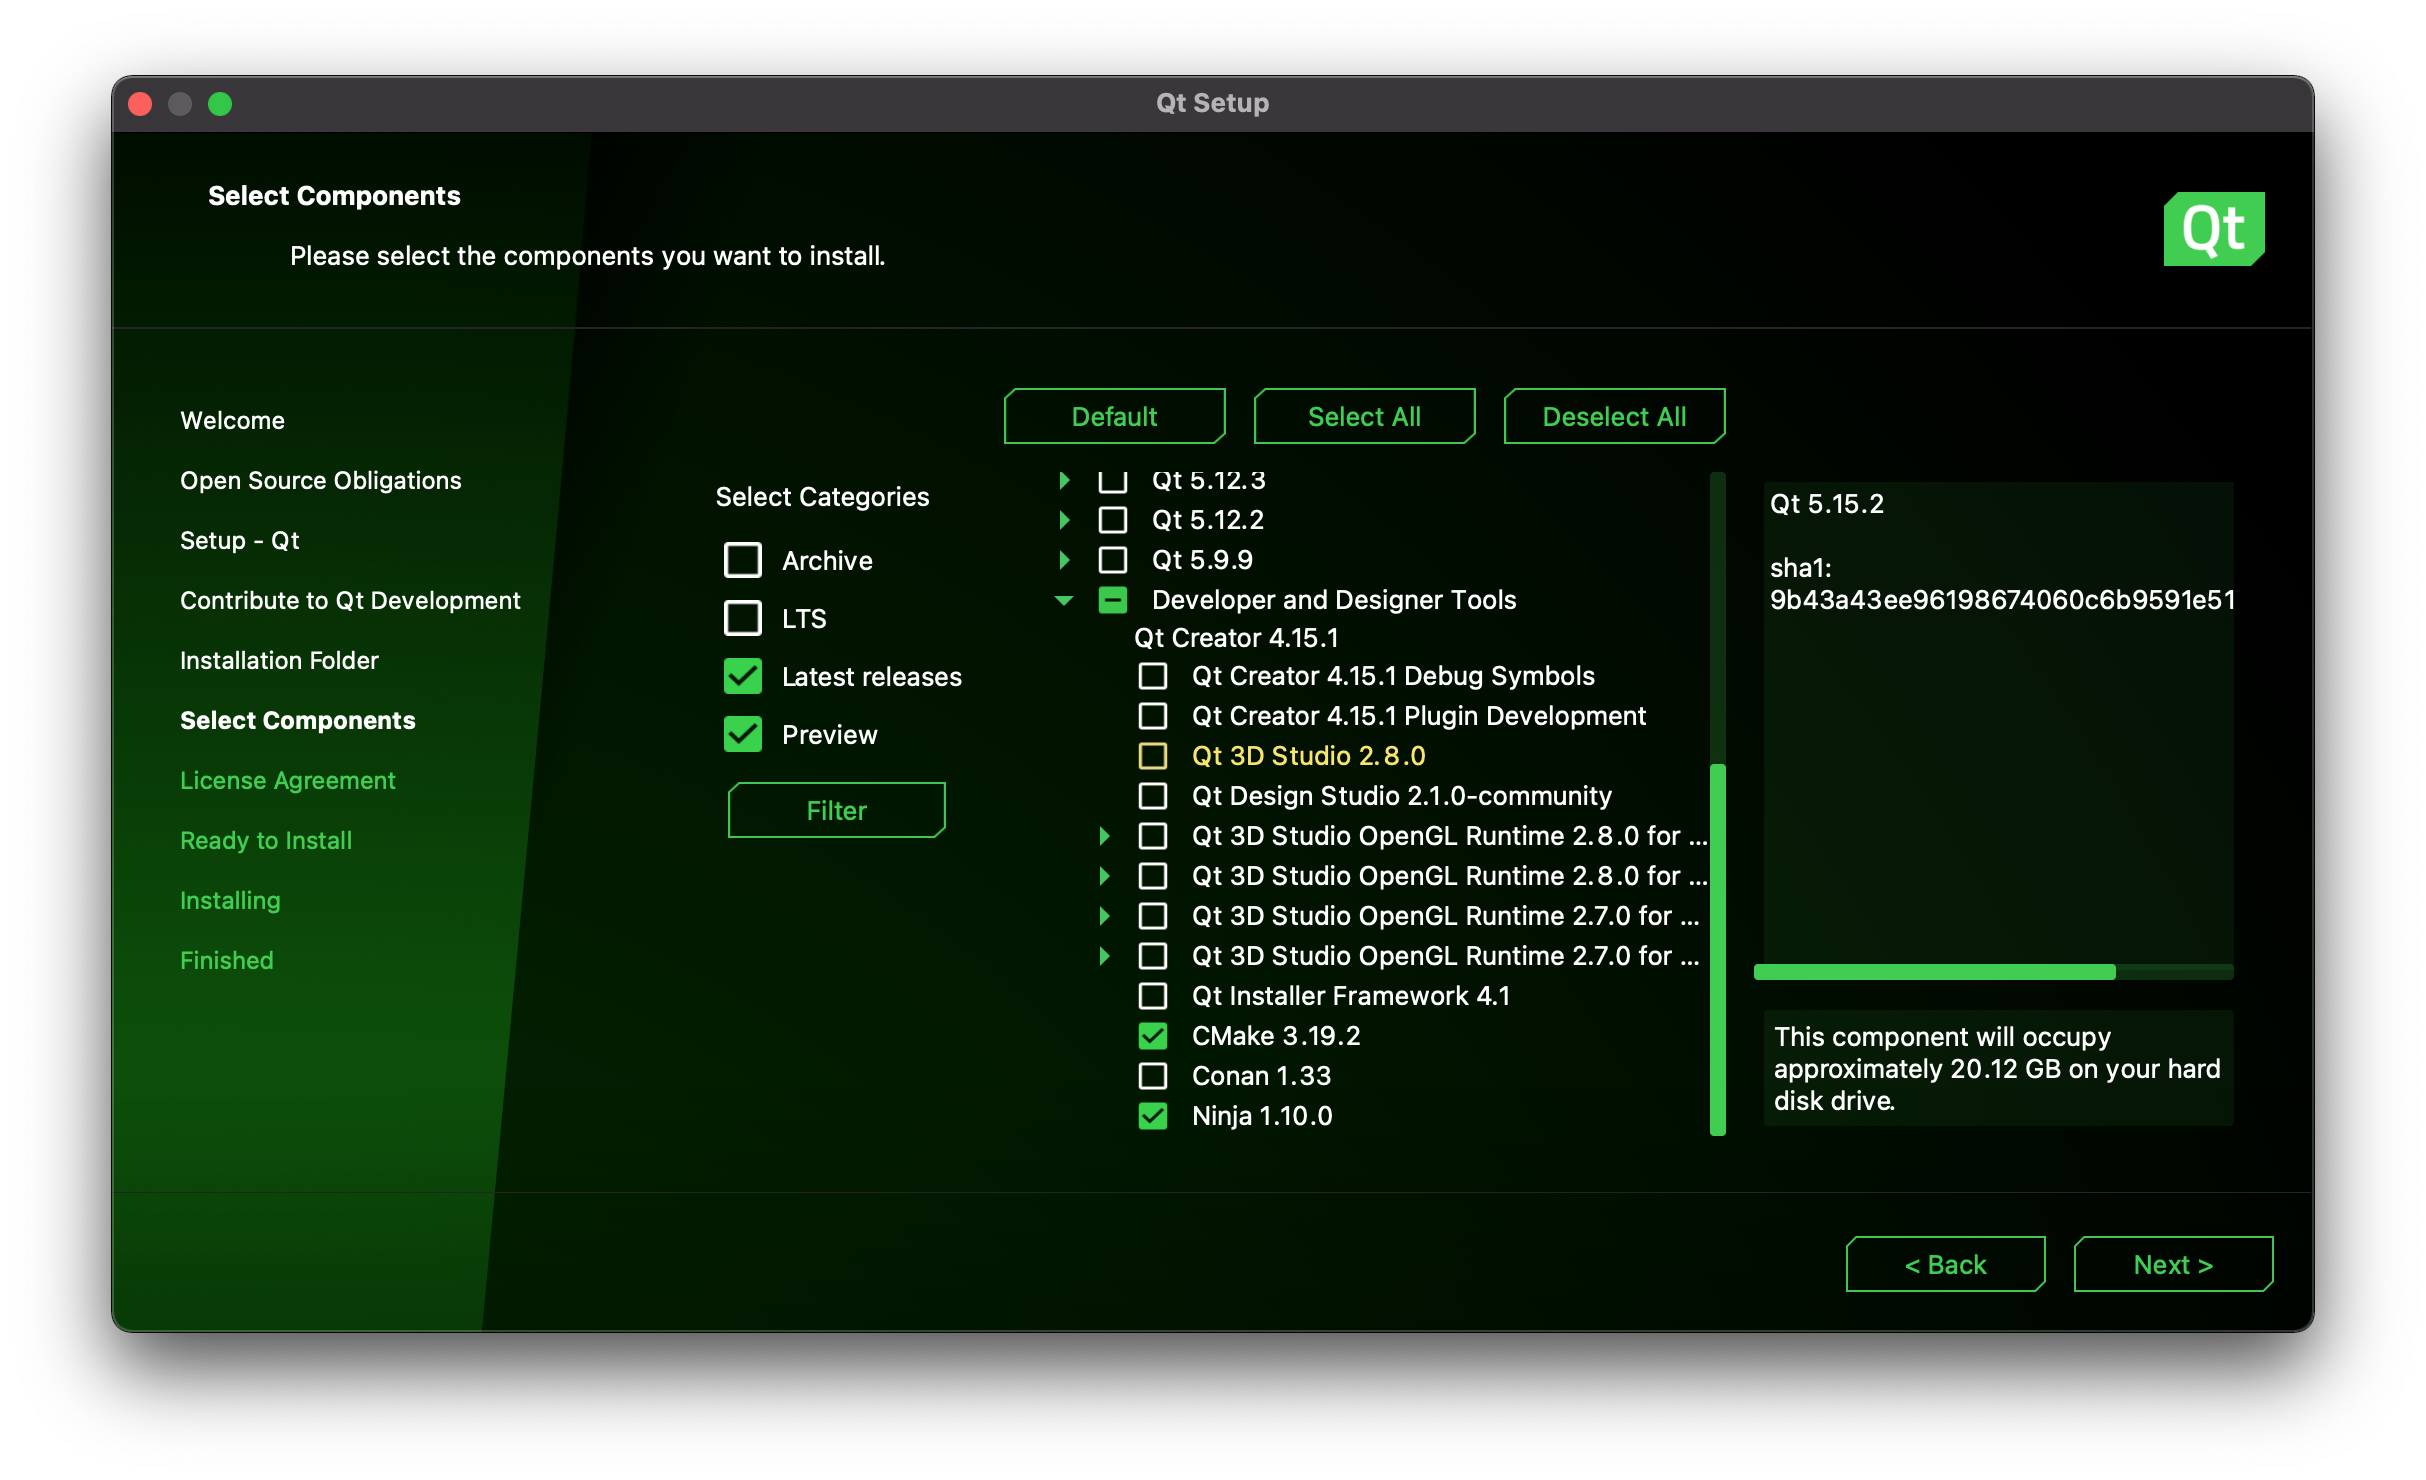 Qt Setup
Select Components
Please select the components you want to install.
Qt
Welcome
Open Source Obligations
Setup - Qt
Contribute to Qt Development
Installation Folder
Select Components
License Agreement
Ready to Install
Installing
Finished
Default
Select All
Deselect All
Select Categories
Archive
LTS
Latest releases
Preview
Filter
Qt 5.12.3
Qt 5.12.2
Qt 5.9.9
Developer and Designer Tools
Qt Creator 4.15.1
Qt Creator 4.15.1 Debug Symbols
Qt Creator 4.15.1 Plugin Development
Qt 3D Studio 2.8.0
Qt Design Studio 2.1.0-community
Qt 3D Studio OpenGL Runtime 2.8.0 for ...
Qt 3D Studio OpenGL Runtime 2.8.0 for ...
Qt 3D Studio OpenGL Runtime 2.7.0 for ...
Qt 3D Studio OpenGL Runtime 2.7.0 for ...
Qt Installer Framework 4.1
CMake 3.19.2
Conan 1.33
Ninja 1.10.0
Qt 5.15.2
sha1:
9b43a43ee96198674060c6b9591e51
This component will occupy
approximately 20.12 GB on your hard
disk drive.
< Back
Next >